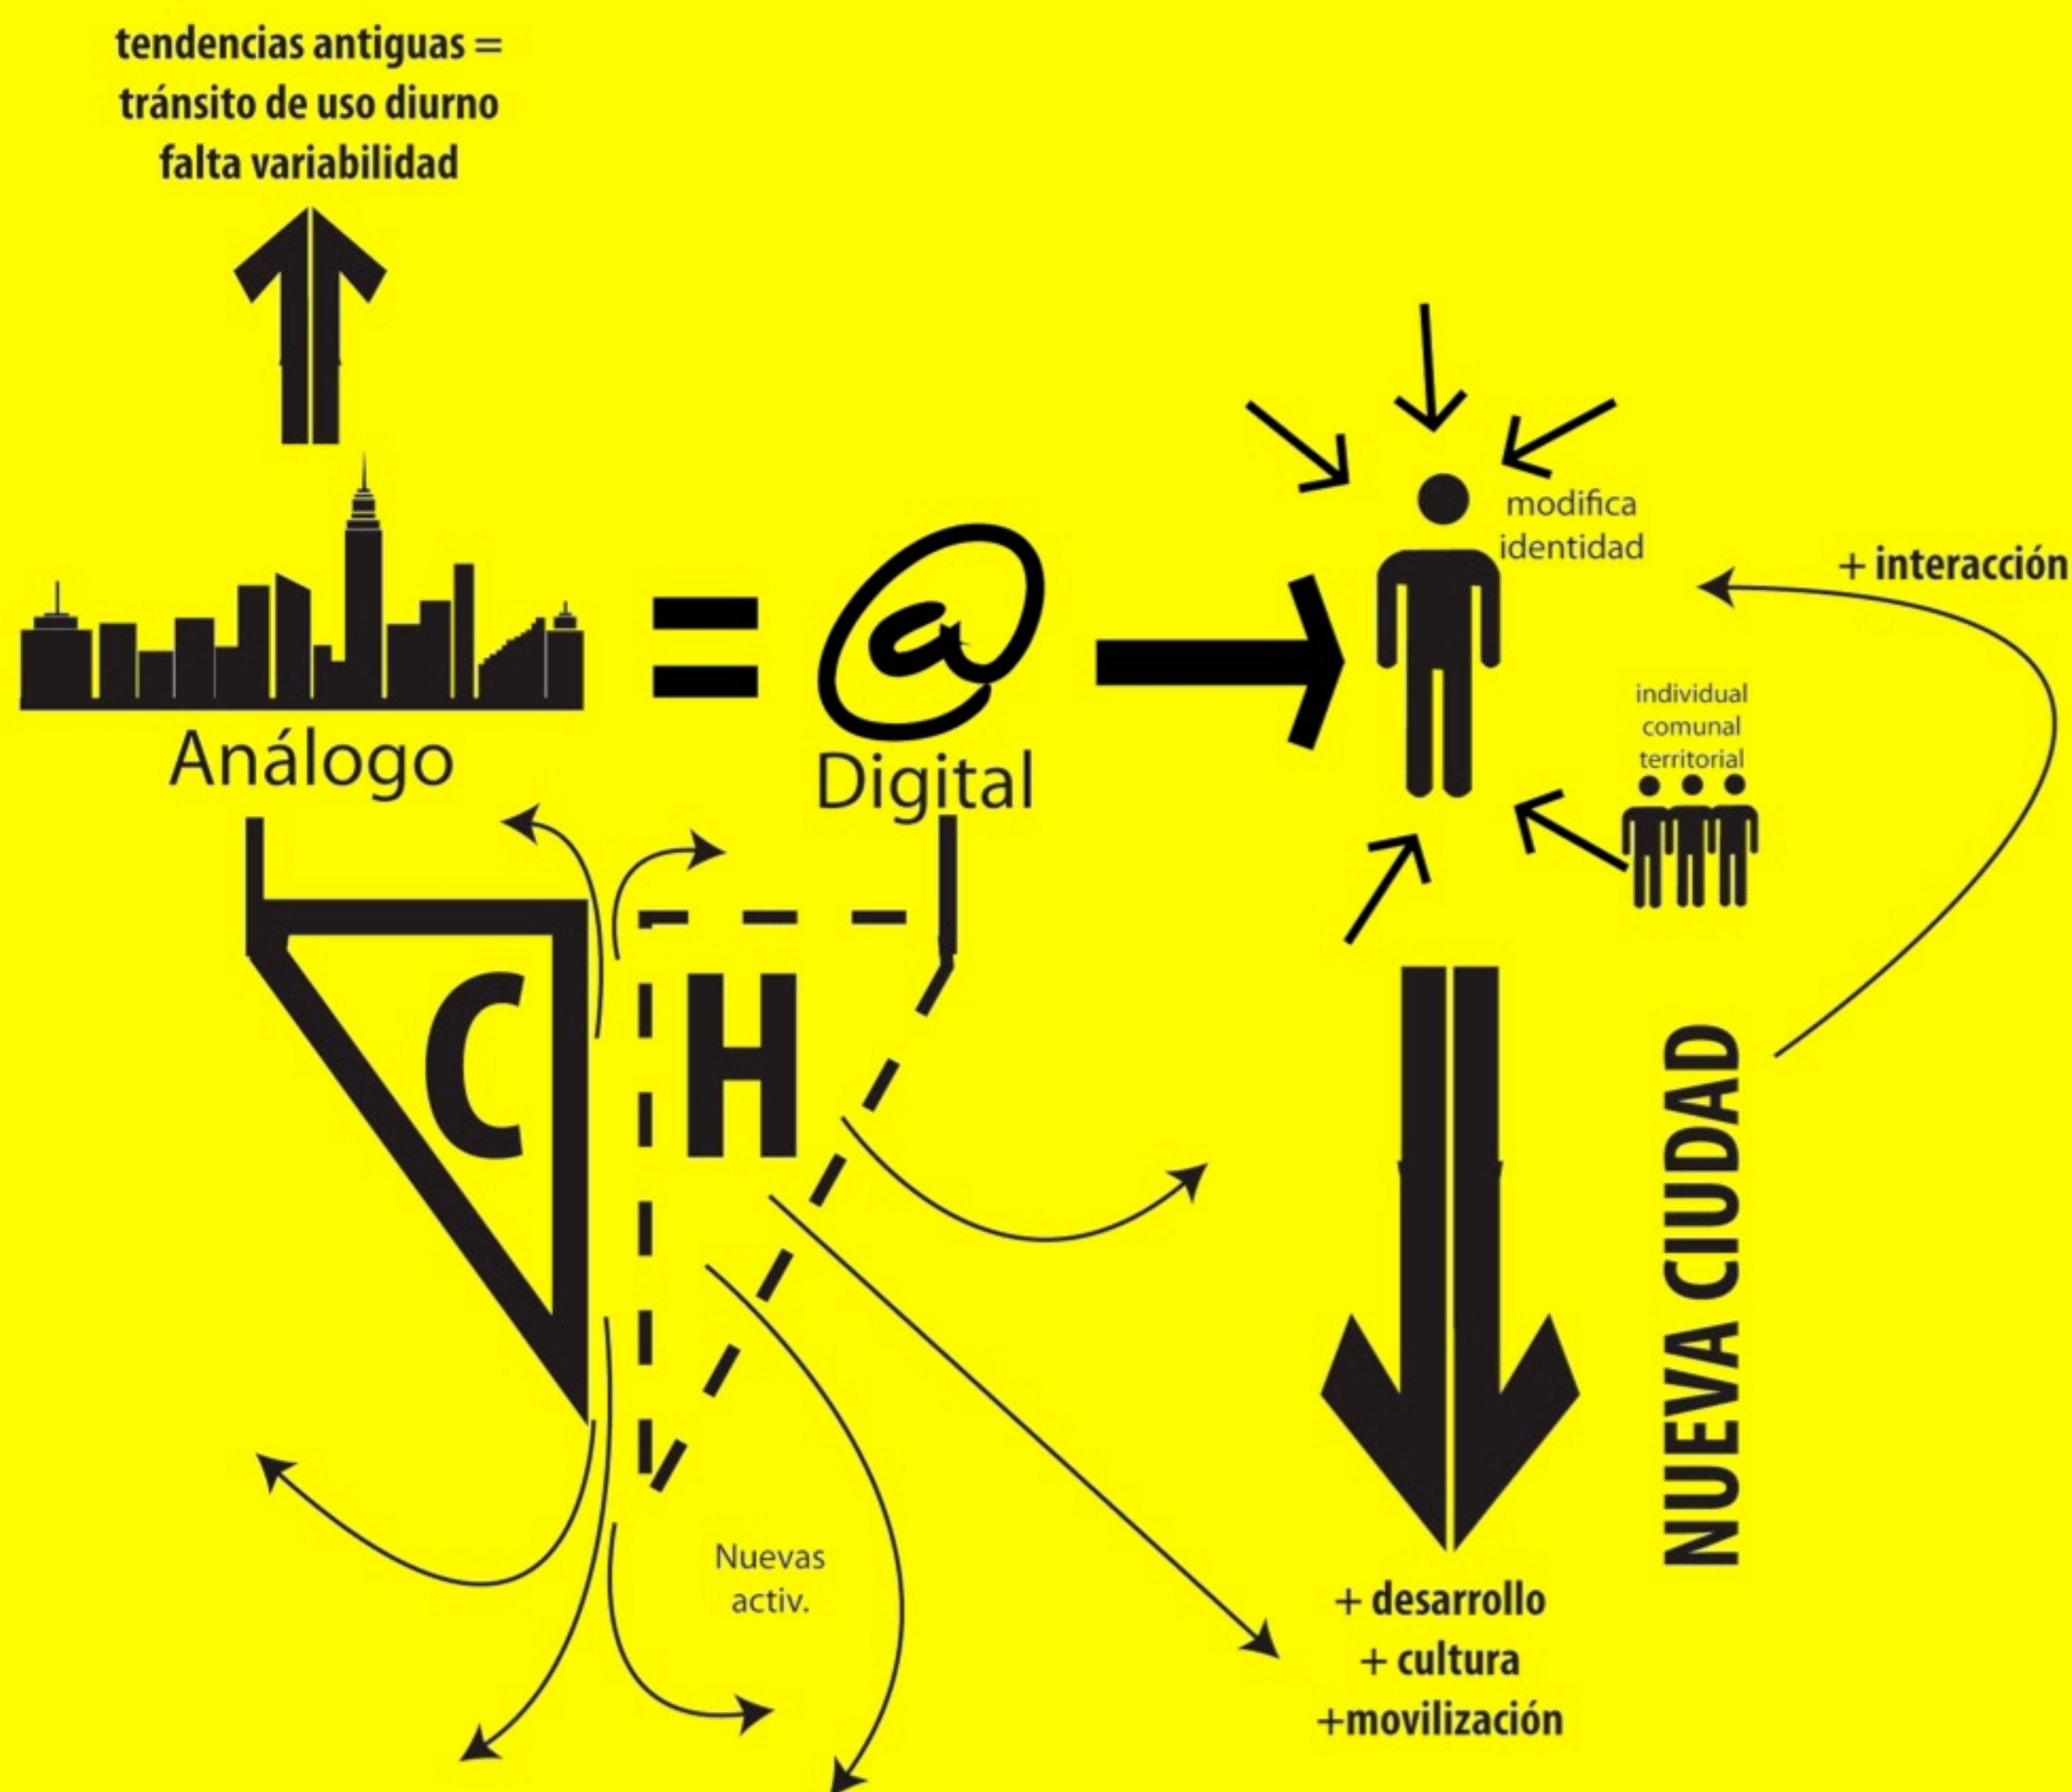 tendencias antiguas =
tránsito de uso diurno
falta variabilidad
Análogo
=
@
Digital
modifica
identidad
+ interacción
individual
comunal
territorial
C
H
NUEVA CIUDAD
Nuevas
activ.
+ desarrollo
+ cultura
+movilización